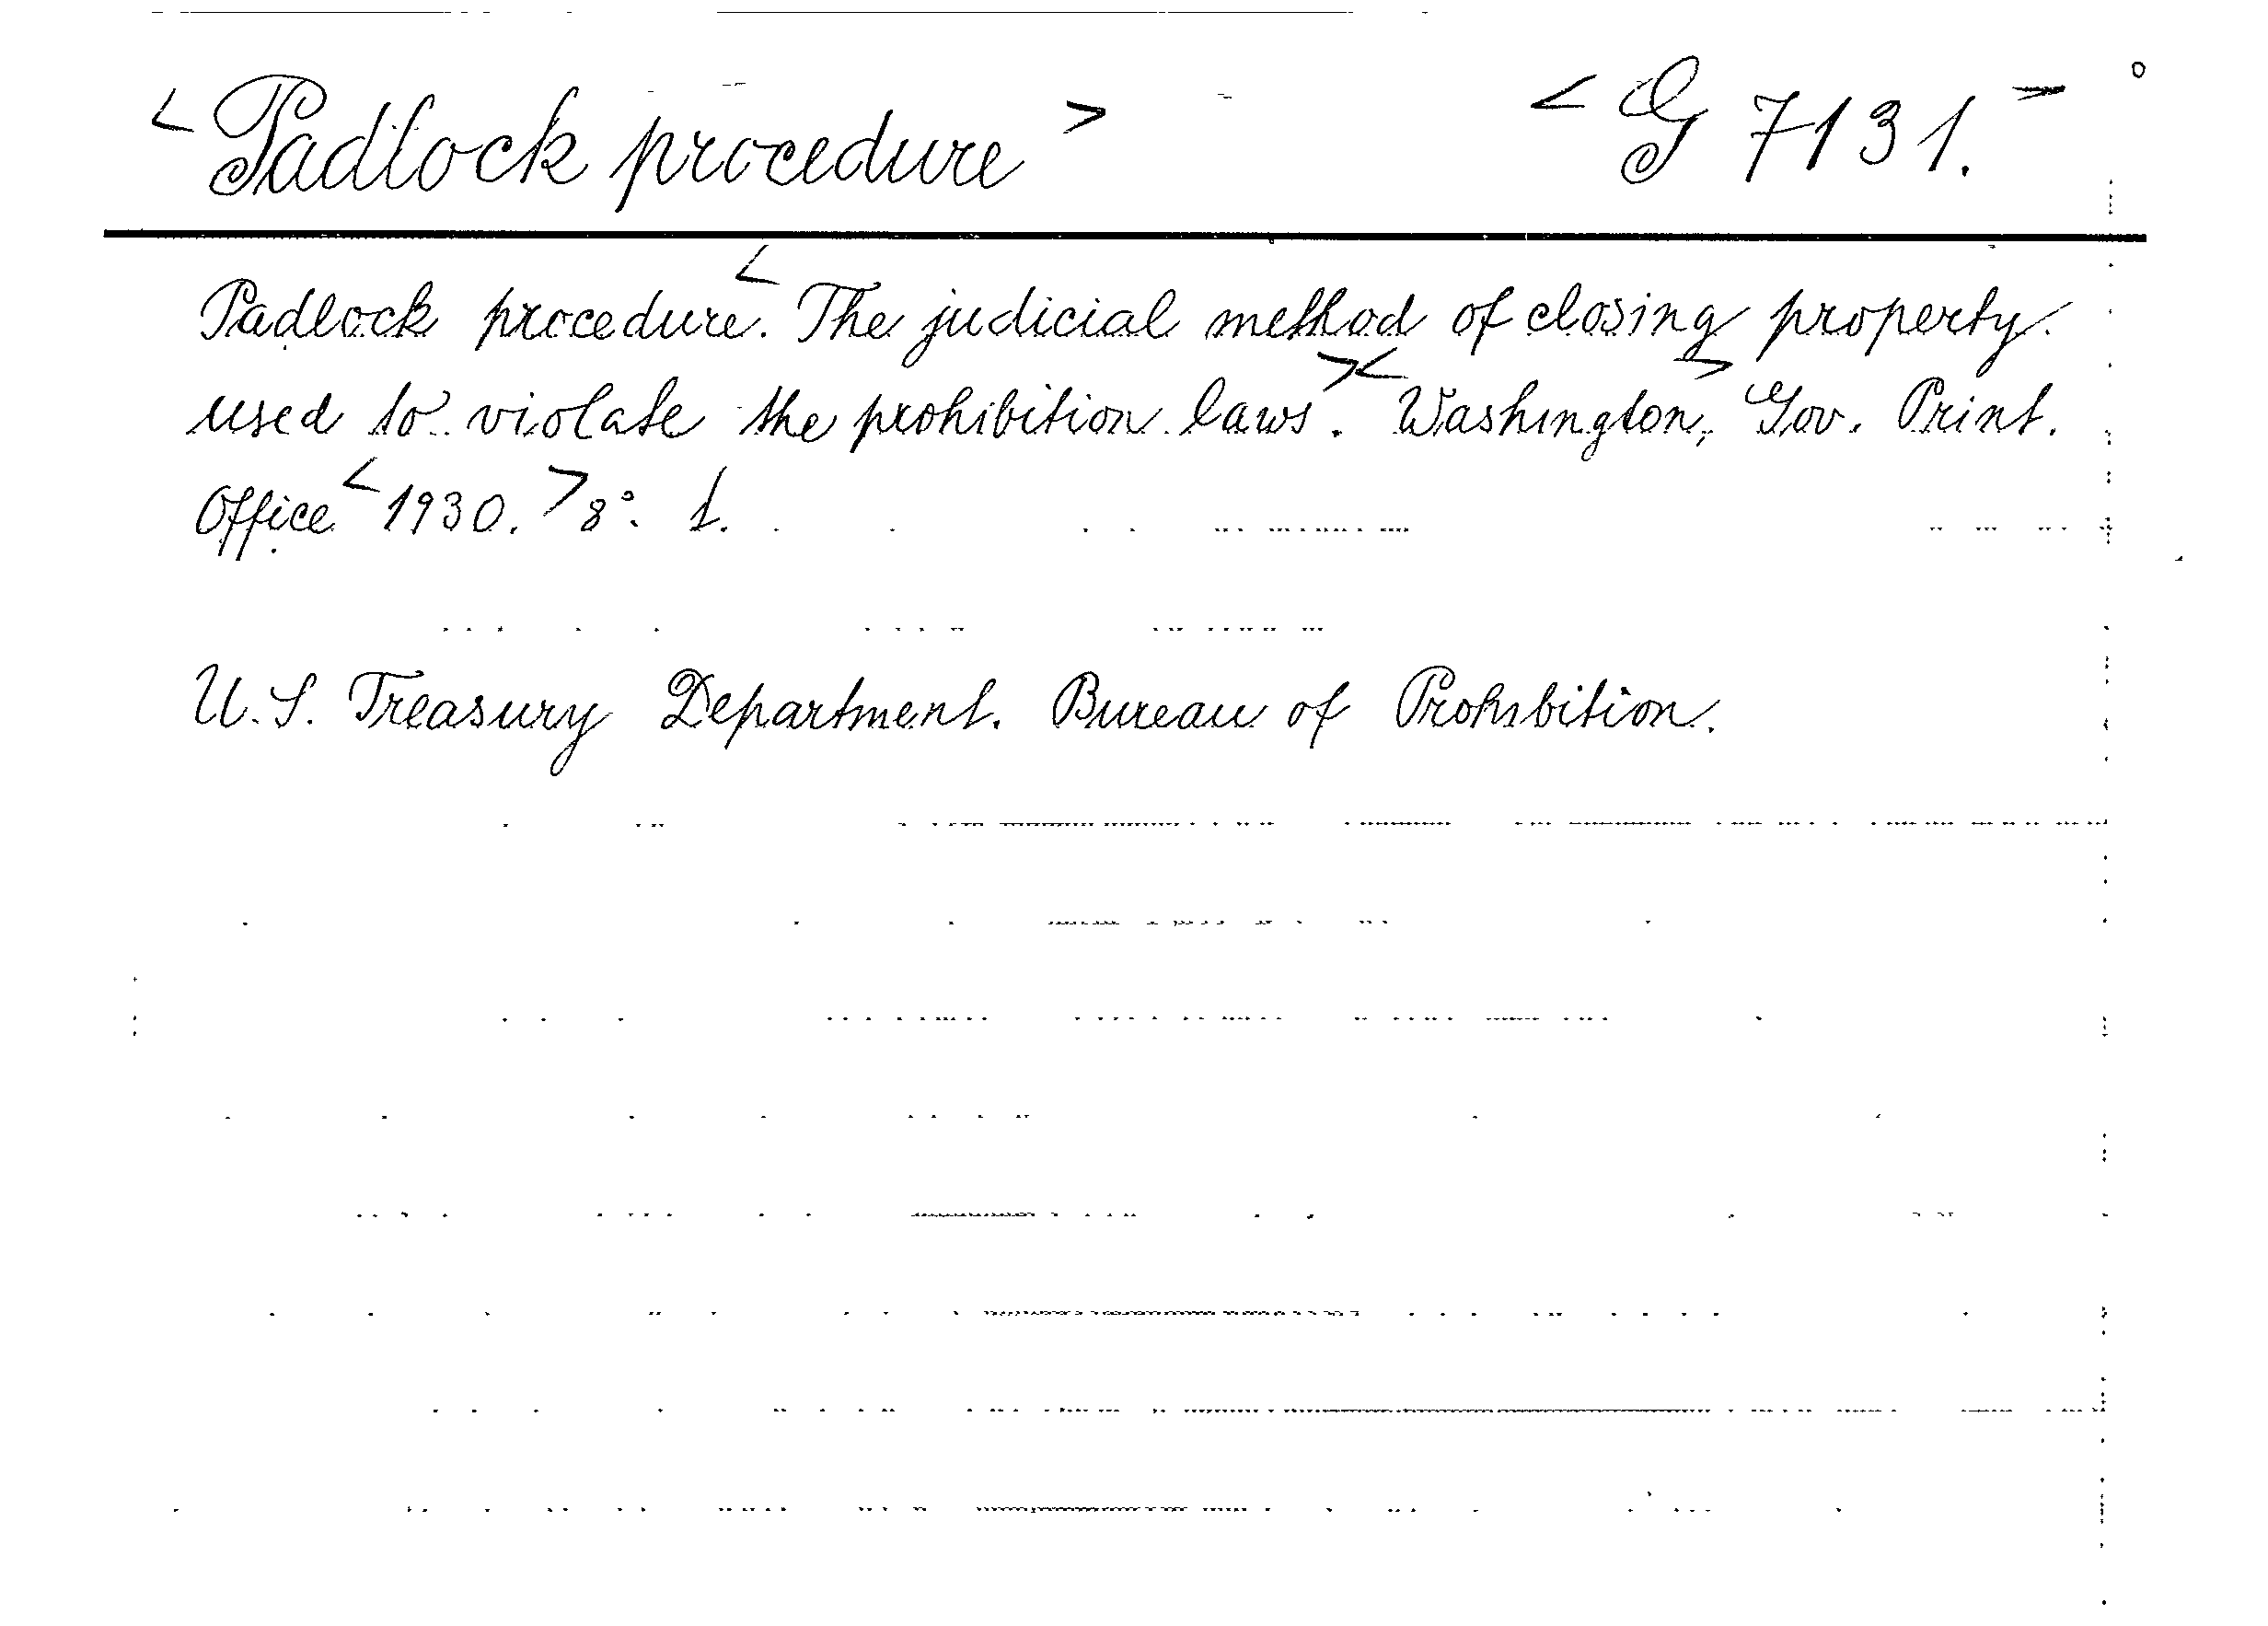 <Padlock procedure> <G 7131.>
Padlock procedure. <The judicial method of closing property
used to violate the prohibition laws>. <Washington,> Gov. Print.
Office <1930.> 8°. 1.
U.S. Treasury Department. Bureau of Prohibition.